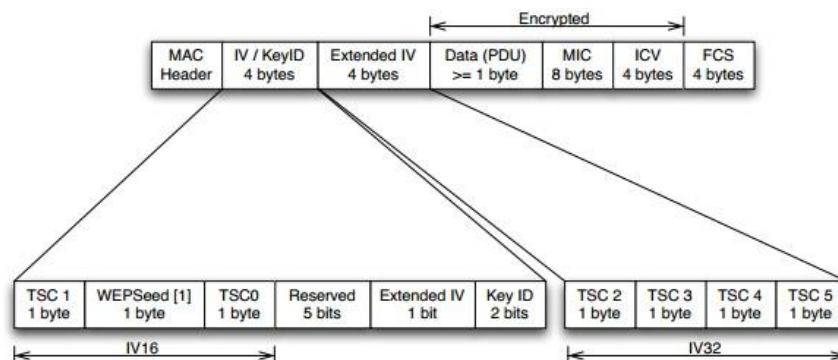 Encrypted
MAC
Header
IV / KeyID
4 bytes
Extended IV
4 bytes
Data (PDU)
>= 1 byte
MIC
8 bytes
ICV
4 bytes
FCS
4 bytes
TSC 1
1 byte
WEPSeed [1]
1 byte
TSC0
1 byte
Reserved
5 bits
Extended IV
1 bit
Key ID
2 bits
TSC 2
1 byte
TSC 3
1 byte
TSC 4
1 byte
TSC 5
1 byte
IV16
IV32